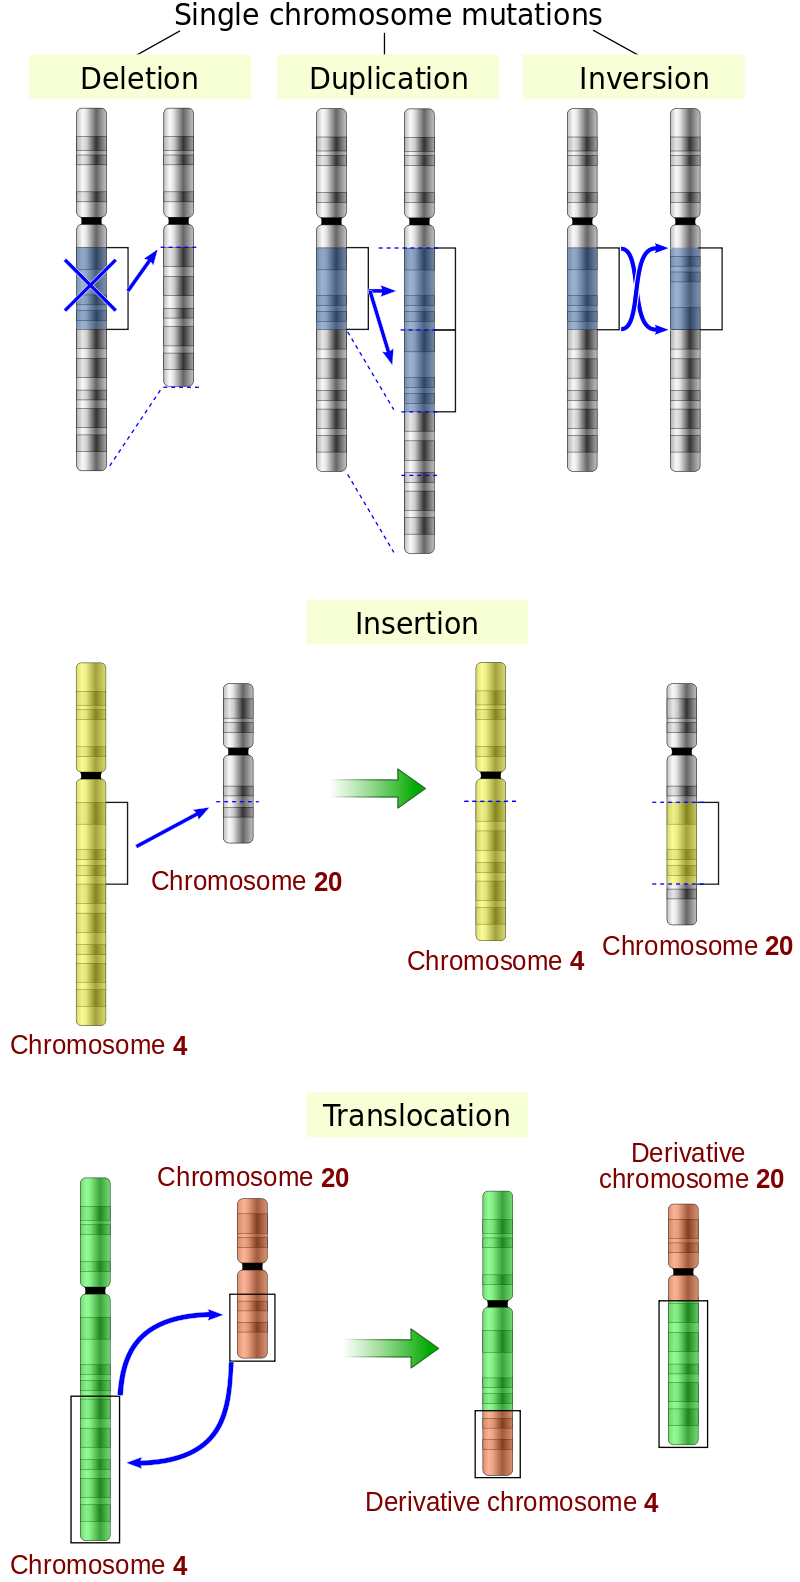 Single chromosome mutations
Deletion
Duplication
Inversion
Insertion
Chromosome 20
Chromosome 4
Chromosome 20
Chromosome 4
Translocation
Chromosome 20
Derivative
chromosome 20
Derivative chromosome 4
Chromosome 4